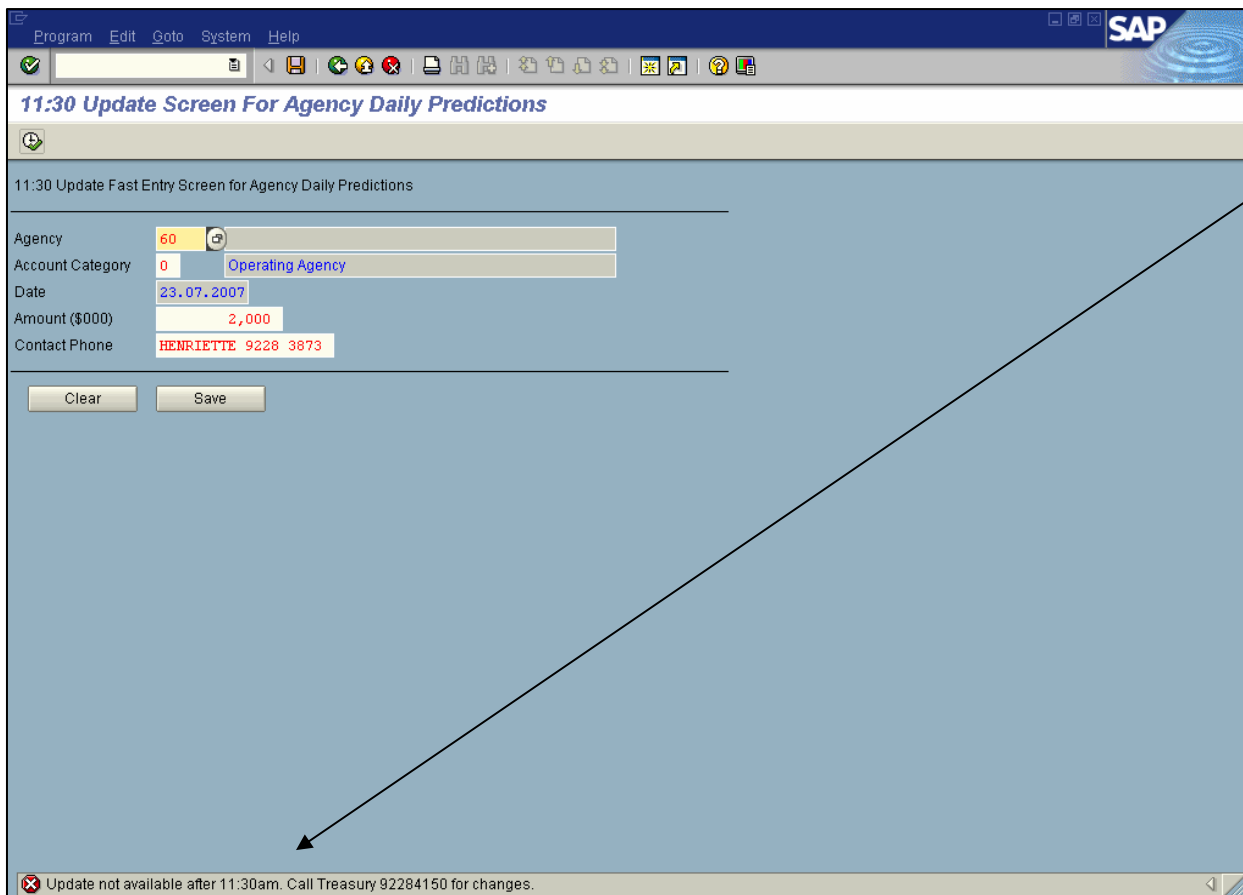 Program Edit Goto System Help
SAP
11:30 Update Screen For Agency Daily Predictions
11:30 Update Fast Entry Screen for Agency Daily Predictions
Agency 60
Account Category 0 Operating Agency
Date 23.07.2007
Amount ($000) 2,000
Contact Phone HENRIETTE 9228 3873
Clear Save
Update not available after 11:30am. Call Treasury 92284150 for changes.